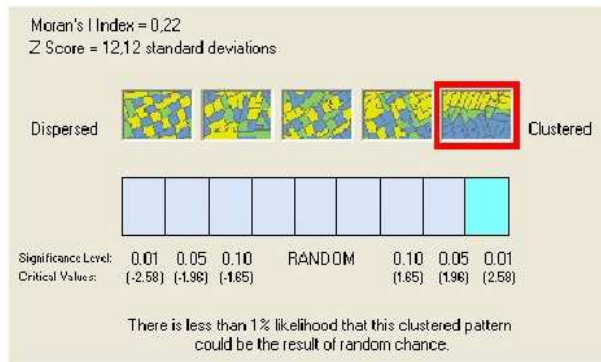 Moran's I Index = 0,22
Z Score = 12,12 standard deviations
Dispersed
Clustered
Significance Level: 0.01 0.05 0.10 RANDOM 0.10 0.05 0.01
Critical Values: (-2.58) (-1.96) (-1.65) (1.65) (1.96) (2.58)
There is less than 1% likelihood that this clustered pattern
could be the result of random chance.